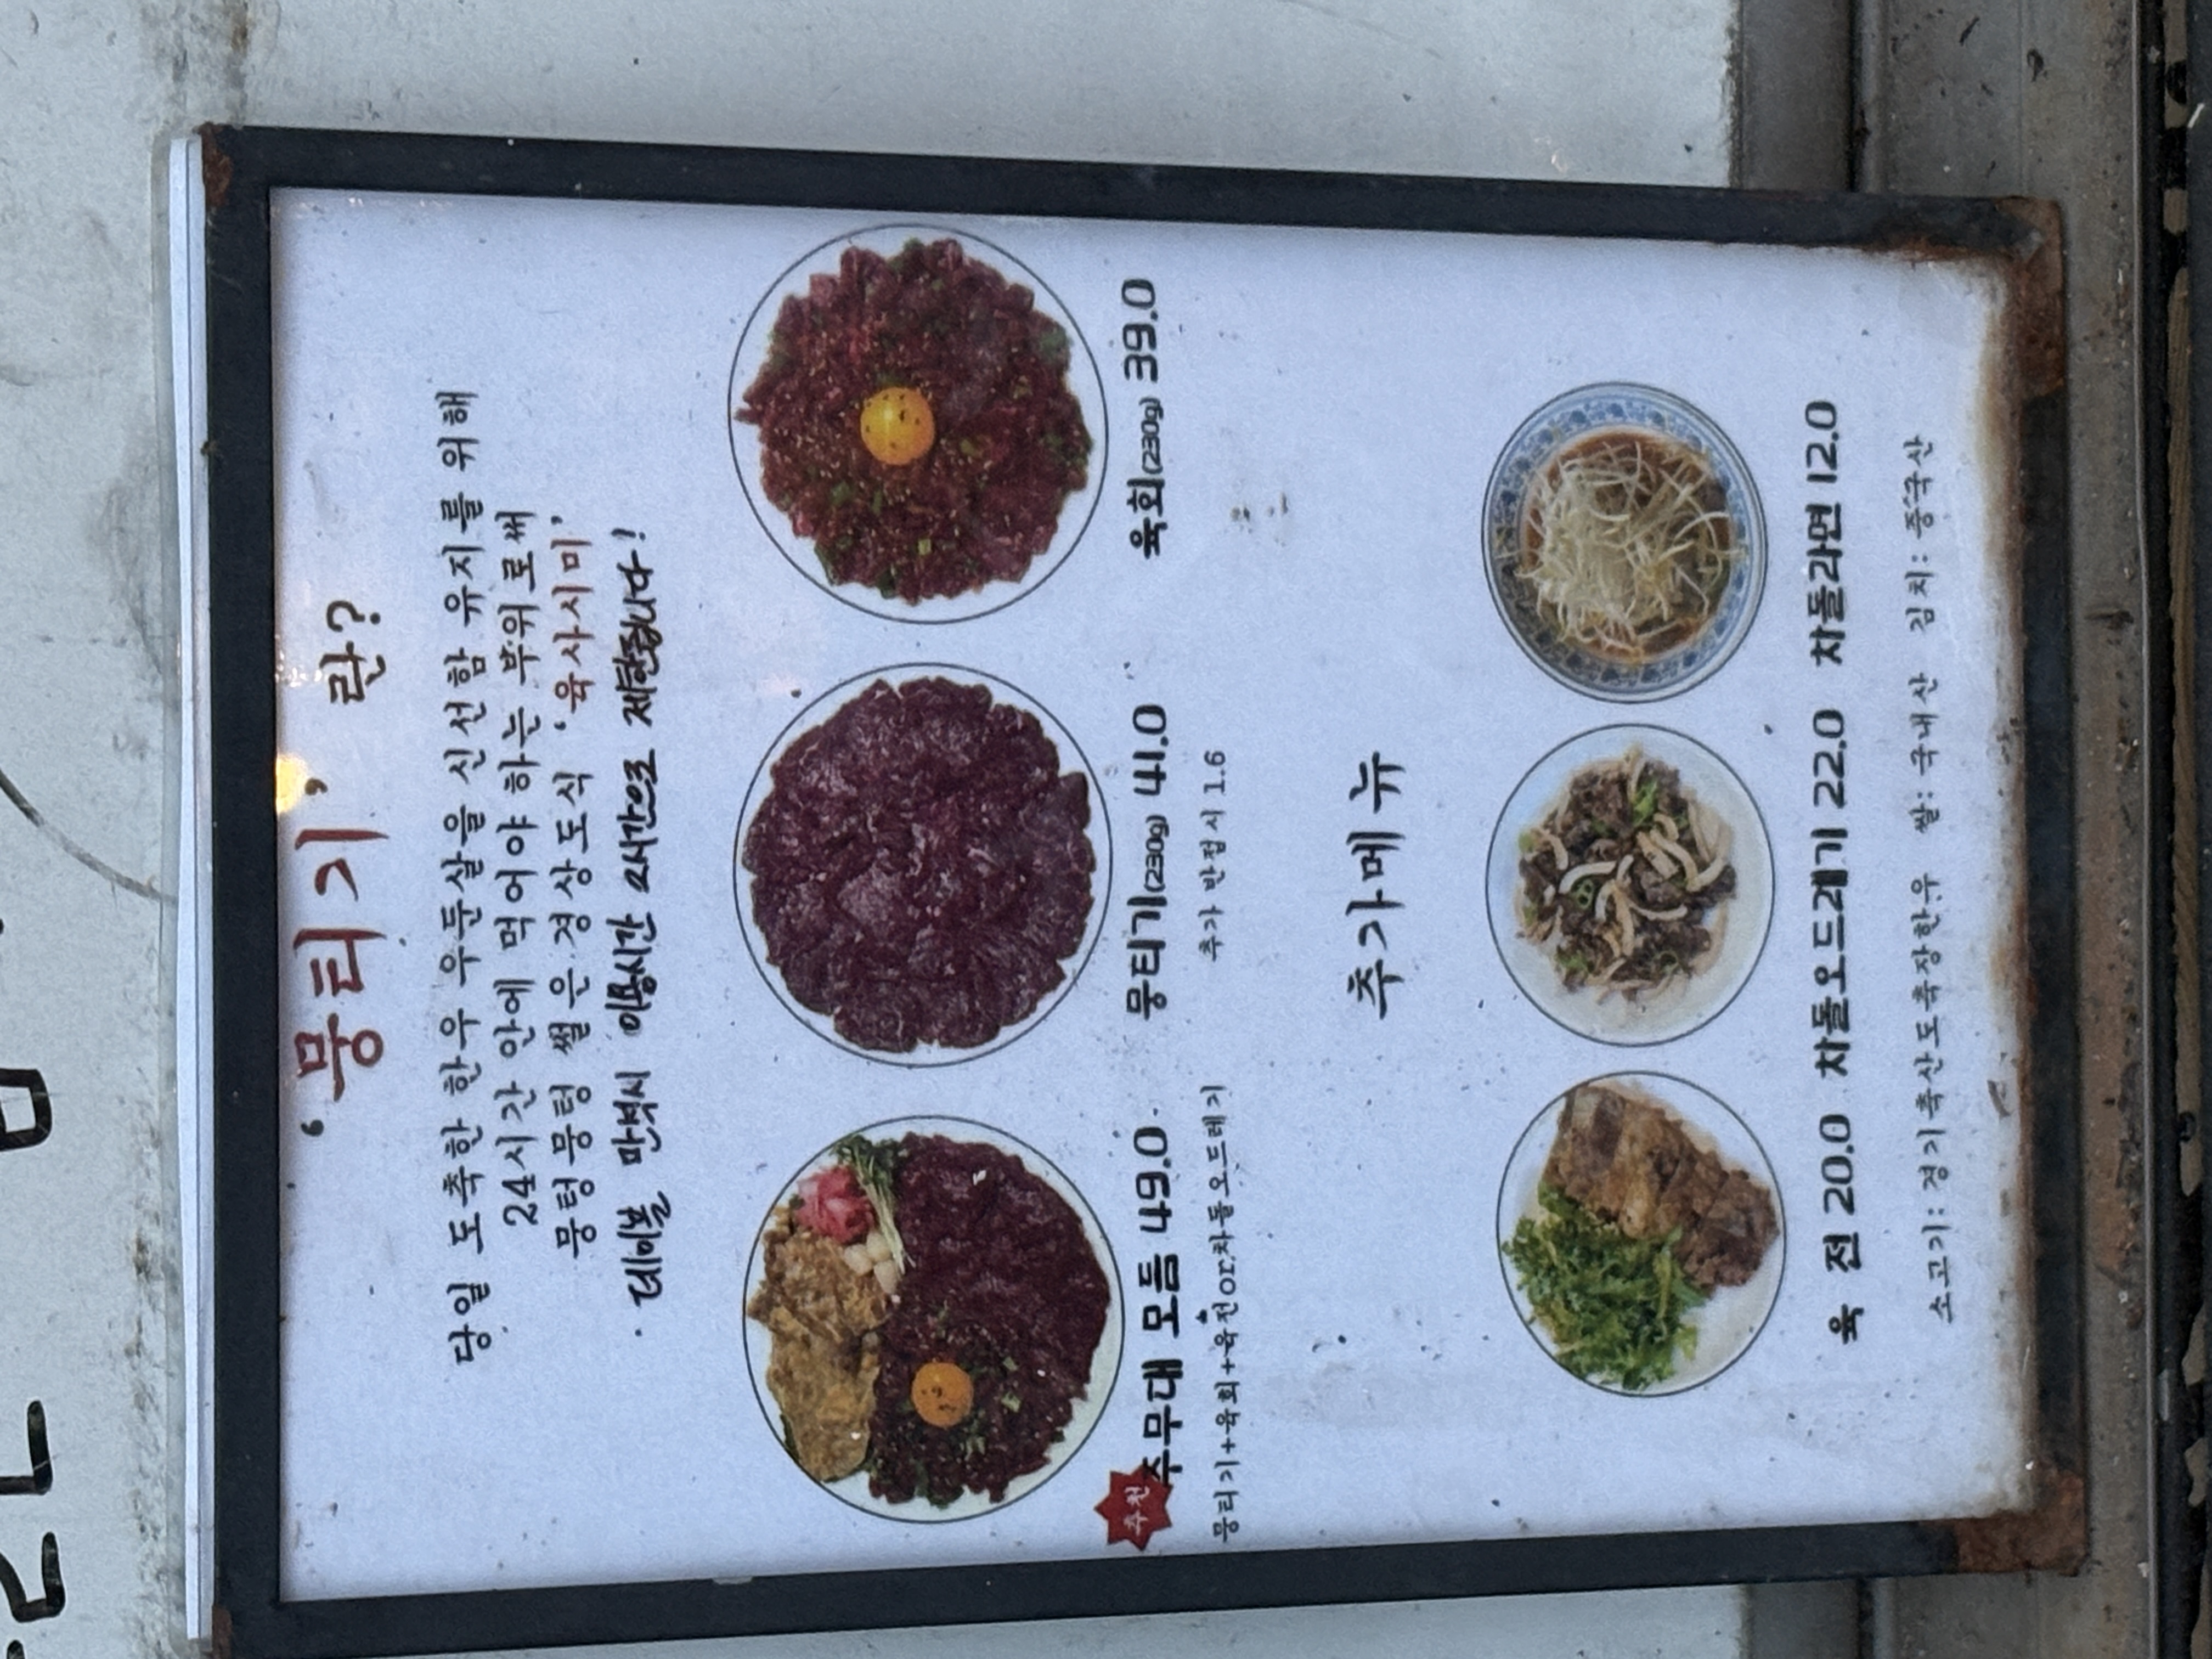 '뭉티기' 란?
당일 도축한 한우 우둔살을 신선함 유지를 위해
24시간 안에 먹어야 하는 부위로써
뭉텅뭉텅 썰은 경상도식 '육사시미'
테이블 만석시 이용시간 2시간으로 제한됩니다!
추천
주무대 모듬 49.0
뭉티기+육회+육전or차돌오드레기
뭉티기(230g) 41.0
추가 반접시 1.6
육회(230g) 39.0
추가메뉴
육 전 20.0 차돌오드레기 22.0 차돌라면 12.0
소고기: 경기축산도축장한우 쌀: 국내산 김치: 중국산